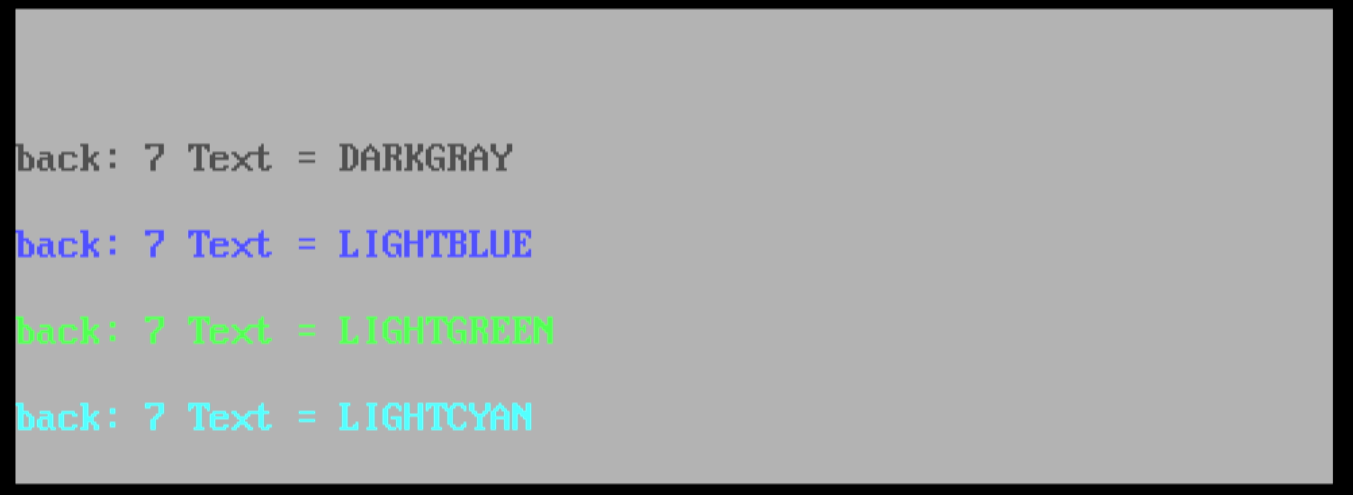 back: 7 Text = DARKGRAY
back: 7 Text = LIGHTBLUE
back: 7 Text = LIGHTGREEN
back: 7 Text = LIGHTCYAN